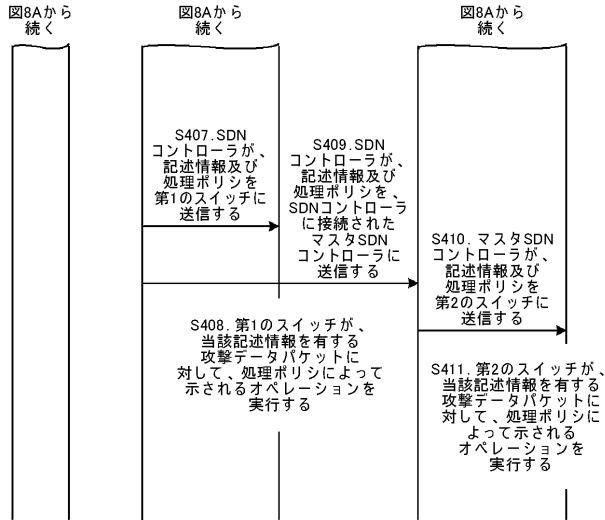 図8Aから
続く
図8Aから
続く
図8Aから
続く
S407.SDN
コントローラが、
記述情報及び
処理ポリシを
第1のスイッチに
送信する
S409.SDN
コントローラが、
記述情報及び
処理ポリシを、
SDNコントローラ
に接続された
マスタSDN
コントローラに
送信する
S410.マスタSDN
コントローラが、
記述情報及び
処理ポリシを
第2のスイッチに
送信する
S408.第1のスイッチが、
当該記述情報を有する
攻撃データパケットに
対して、処理ポリシによって
示されるオペレーションを
実行する
S411.第2のスイッチが、
当該記述情報を有する
攻撃データパケットに
対して、処理ポリシに
よって示される
オペレーションを
実行する